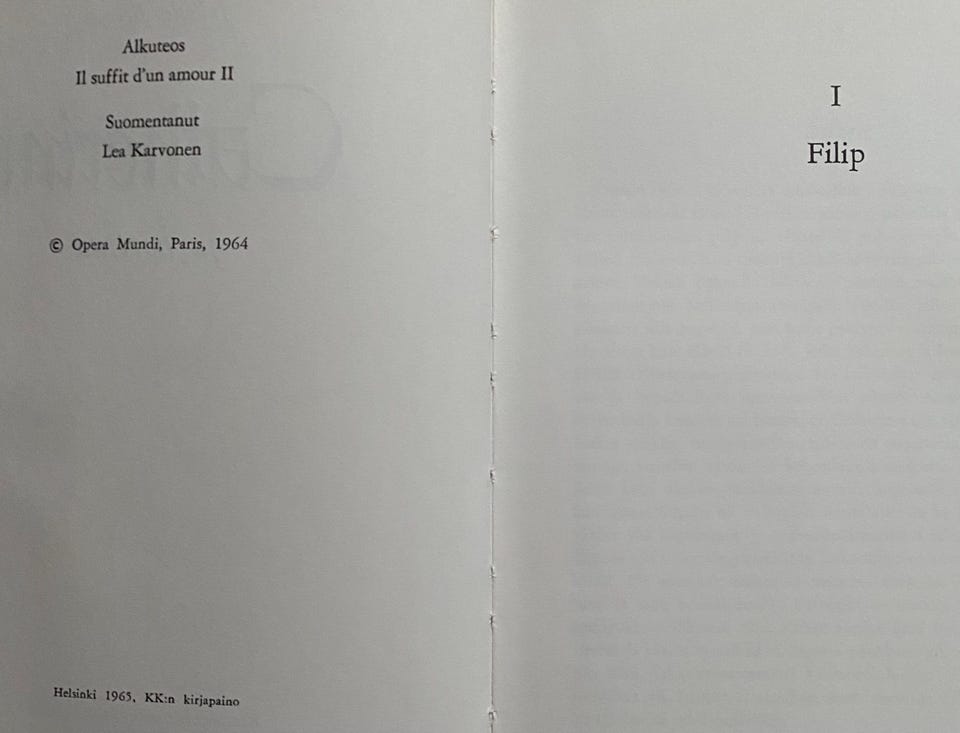 Alkuteos
Il suffit d'un amour II
Suomentanut
Lea Karvonen
© Opera Mundi, Paris, 1964
Helsinki 1965, KK:n kirjapaino
I
Filip